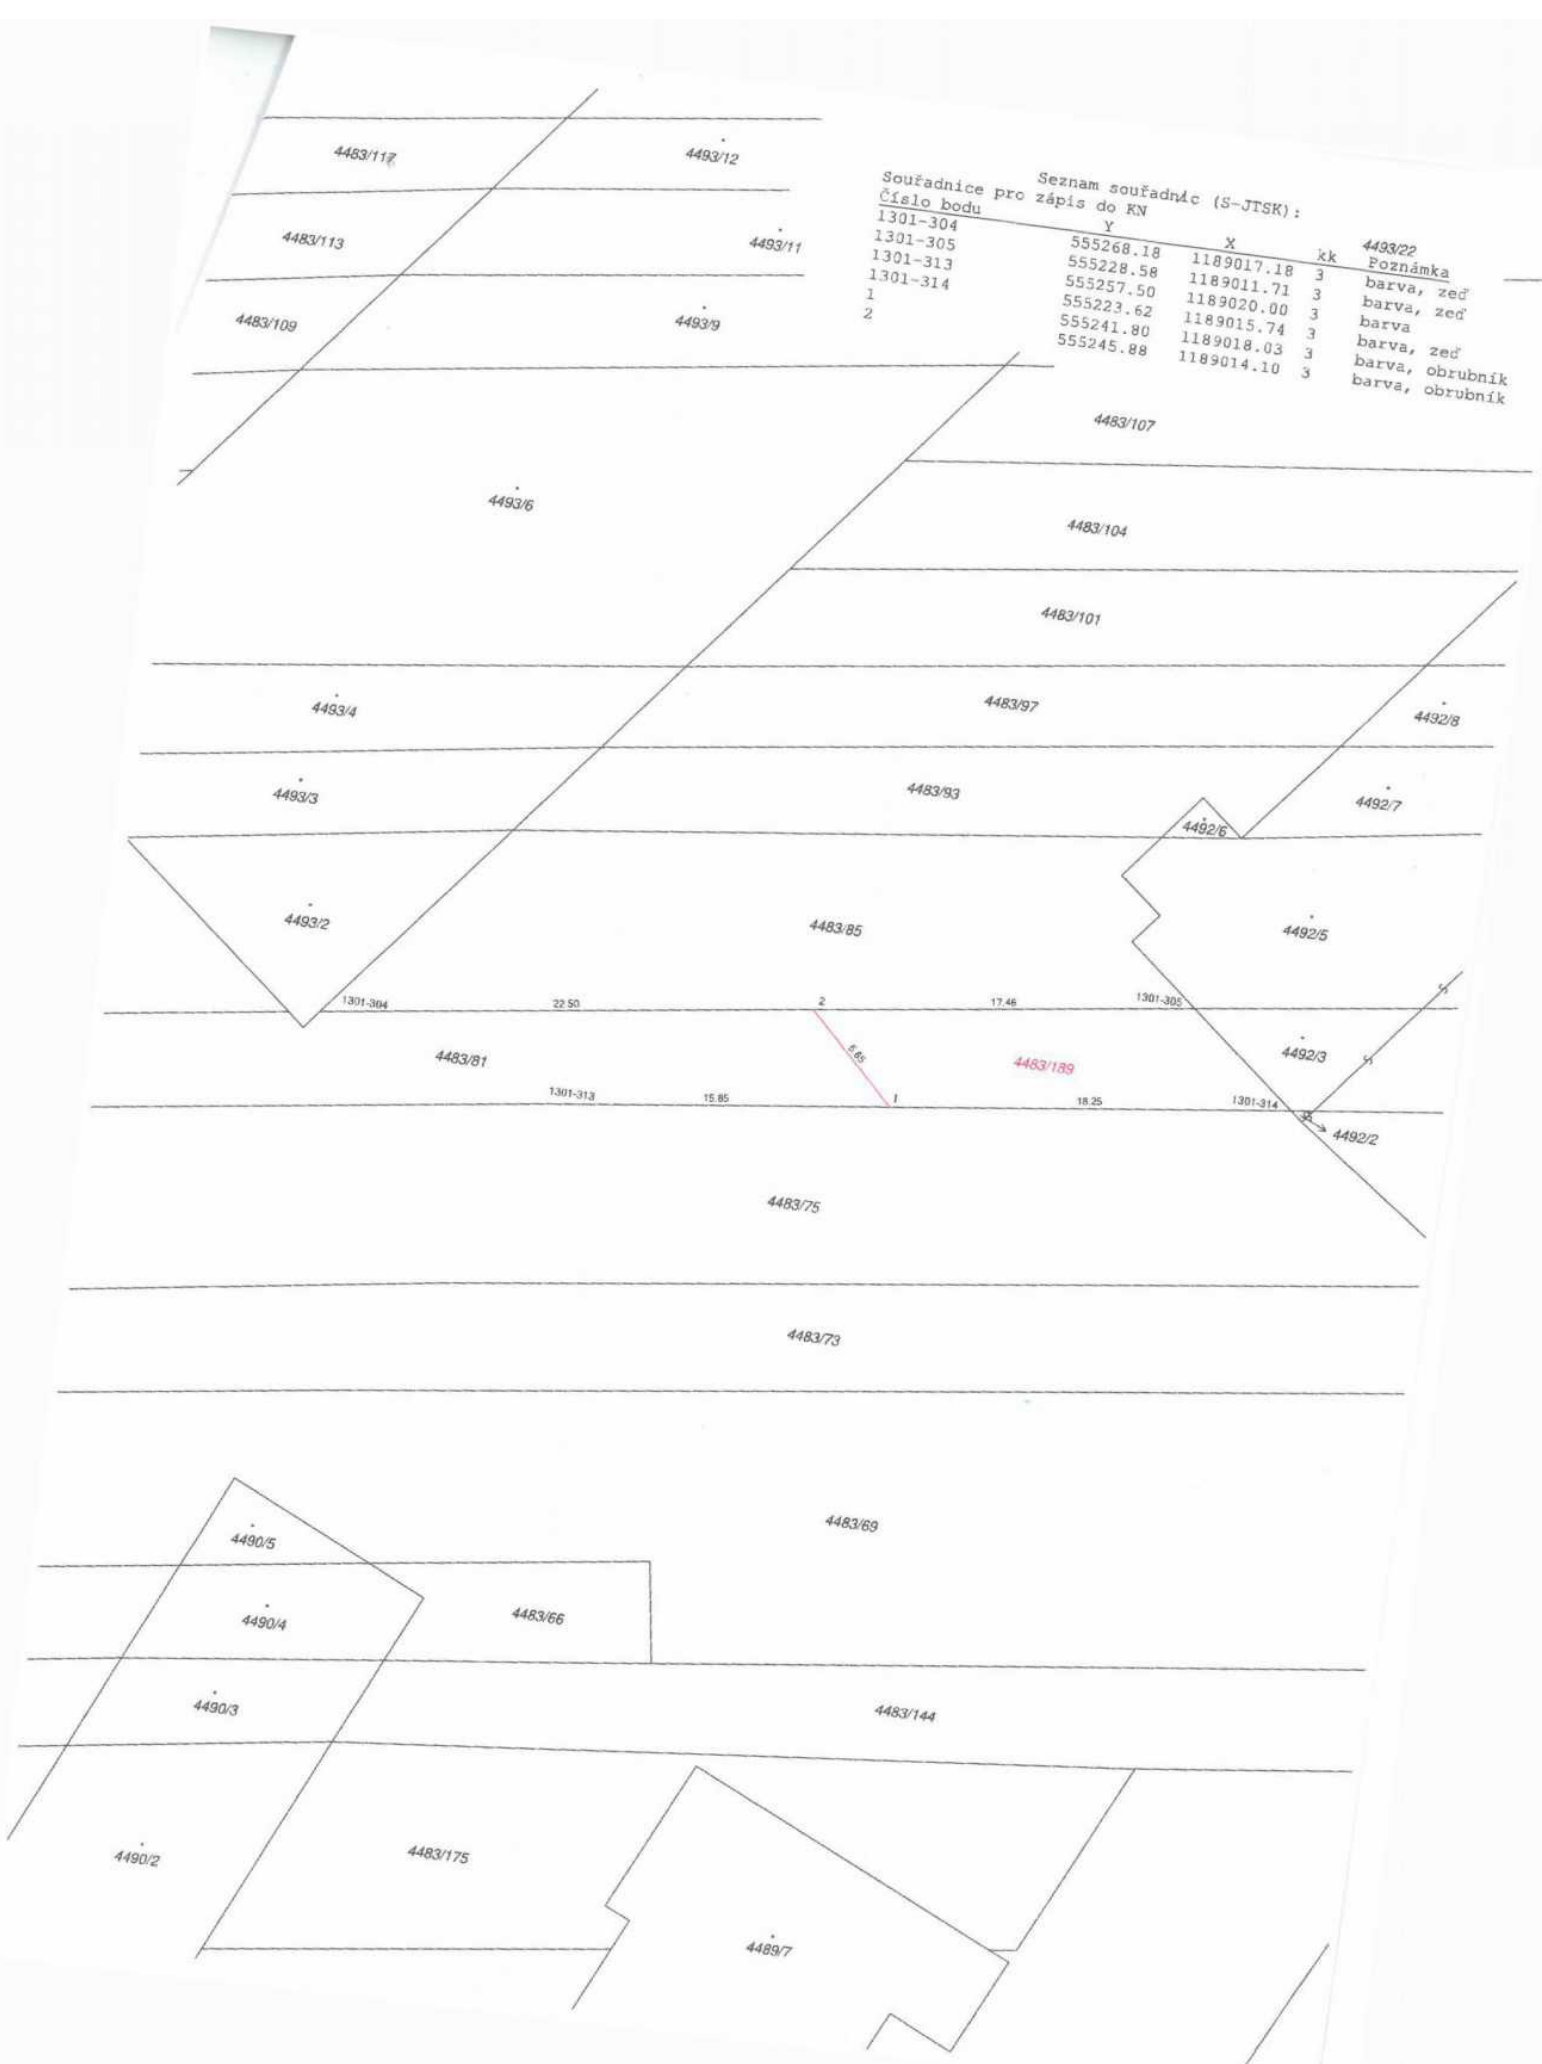 4483/117
4493/12
Seznam souřadnic (S-JTSK):
Souřadnice pro zápis do KN
4493/22
Číslo bodu Y X kk Poznámka
1301-304 555268.18 1189017.18 3 barva, zeď
1301-305 555228.58 1189011.71 3 barva, zeď
1301-313 555257.50 1189020.00 3 barva
1301-314 555223.62 1189015.74 3 barva, zeď
1 555241.80 1189018.03 3 barva, obrubník
2 555245.88 1189014.10 3 barva, obrubník
4483/113
4493/11
4483/109
4493/9
4483/107
4493/6
4483/104
4483/101
4493/4
4483/97
4492/8
4493/3
4483/93
4492/7
4492/6
4493/2
4483/85
4492/5
1301-304 22.50 2 17.46 1301-305
S
4483/81
5.65
4483/189
4492/3
S
1301-313 15.85 1 18.25 1301-314
4492/2
4483/75
4483/73
4483/69
4490/5
4490/4
4483/66
4490/3
4483/144
4490/2
4483/175
4489/7